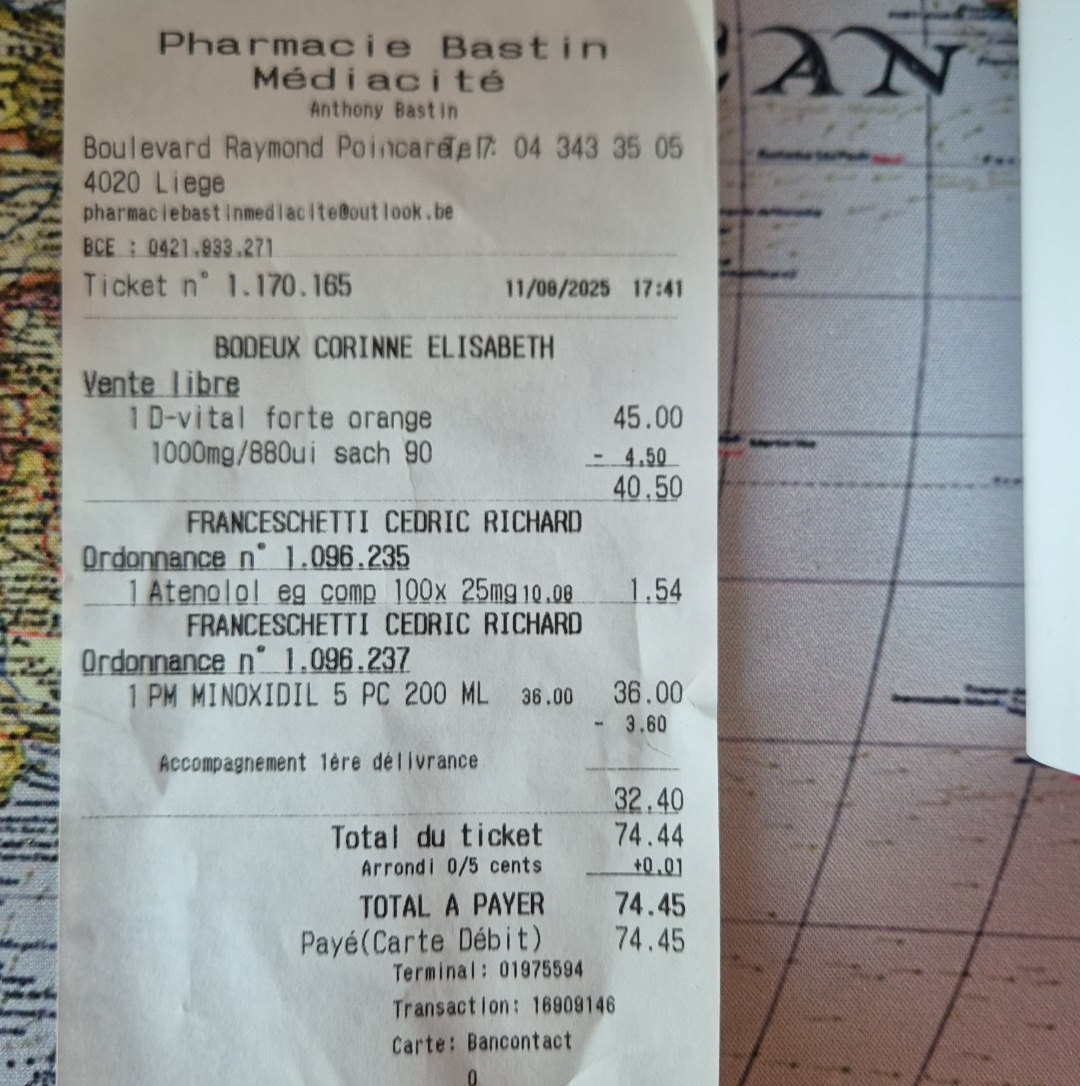 Pharmacie Bastin
Médiacité
Anthony Bastin
Boulevard Raymond Poincaré 7 Tel: 04 343 35 05
4020 Liege
pharmaciebastinmediacite@outlook.be
BCE : 0421.933.271
Ticket n° 1.170.165 11/08/2025 17:41
BODEUX CORINNE ELISABETH
Vente libre
1 D-vital forte orange 45.00
1000mg/880ui sach 90 - 4.50
40.50
FRANCESCHETTI CEDRIC RICHARD
Ordonnance n° 1.096.235
1 Atenolol eg comp 100x 25mg 10.08 1.54
FRANCESCHETTI CEDRIC RICHARD
Ordonnance n° 1.096.237
1 PM MINOXIDIL 5 PC 200 ML 36.00 36.00
- 3.60
Accompagnement 1ère délivrance
32.40
Total du ticket 74.44
Arrondi 0/5 cents +0.01
TOTAL A PAYER 74.45
Payé(Carte Débit) 74.45
Terminal: 01975594
Transaction: 16909146
Carte: Bancontact
0
AN